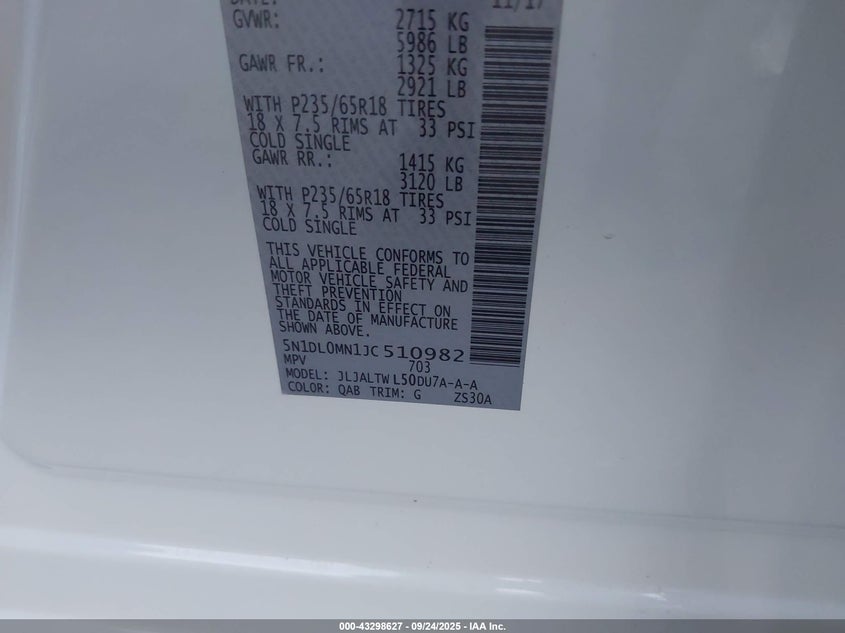 DATE: 11/17
GVWR: 2715 KG
5986 LB
GAWR FR.: 1325 KG
2921 LB
WITH P235/65R18 TIRES
18 X 7.5 RIMS AT 33 PSI
COLD SINGLE
GAWR RR.: 1415 KG
3120 LB
WITH P235/65R18 TIRES
18 X 7.5 RIMS AT 33 PSI
COLD SINGLE
THIS VEHICLE CONFORMS TO
ALL APPLICABLE FEDERAL
MOTOR VEHICLE SAFETY AND
THEFT PREVENTION
STANDARDS IN EFFECT ON
THE DATE OF MANUFACTURE
SHOWN ABOVE.
5N1DL0MN1JC510982
MPV 703
MODEL: JLJALTWL50DU7A-A-A
COLOR: QAB TRIM: G ZS30A
000-43298627 - 09/24/2025 - IAA Inc.